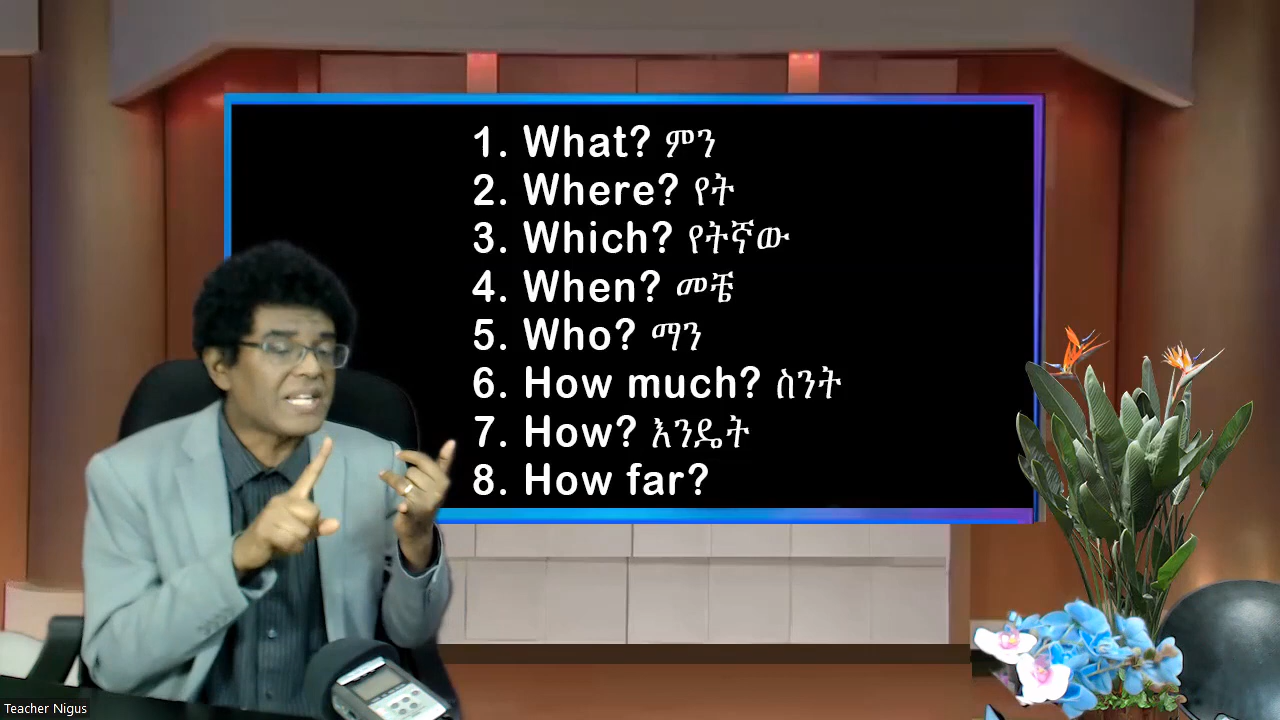 1. What? ምን
2. Where? የት
3. Which? የትኛው
4. When? መቼ
5. Who? ማን
6. How much? ስንት
7. How? እንዴት
8. How far?
Teacher Nigus